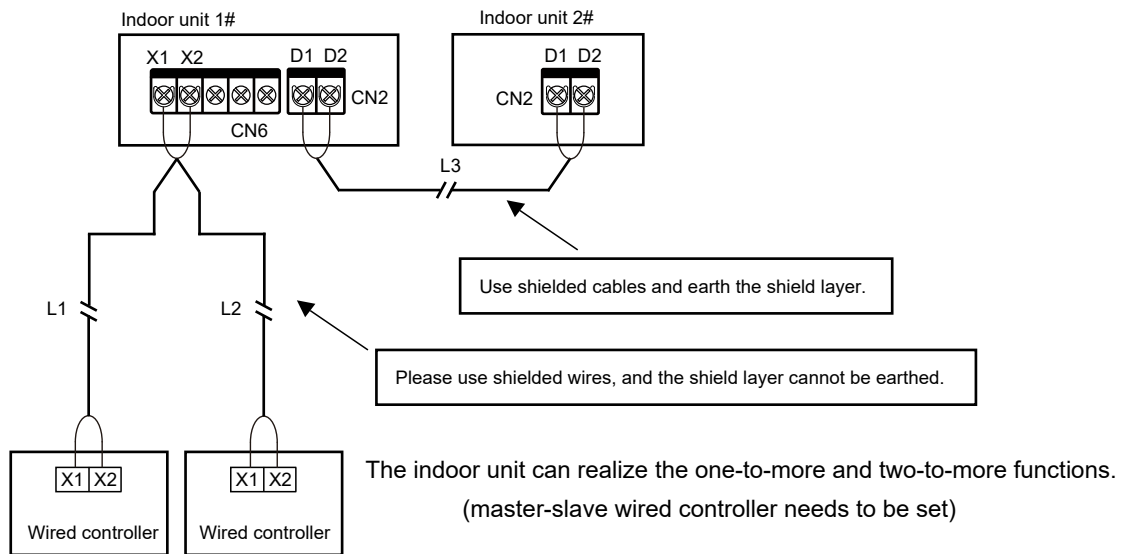 Indoor unit 1#
Indoor unit 2#
X1 X2
D1 D2
CN2
CN6
D1 D2
CN2
L3
Use shielded cables and earth the shield layer.
L1
L2
Please use shielded wires, and the shield layer cannot be earthed.
X1 X2
Wired controller
X1 X2
Wired controller
The indoor unit can realize the one-to-more and two-to-more functions.
(master-slave wired controller needs to be set)